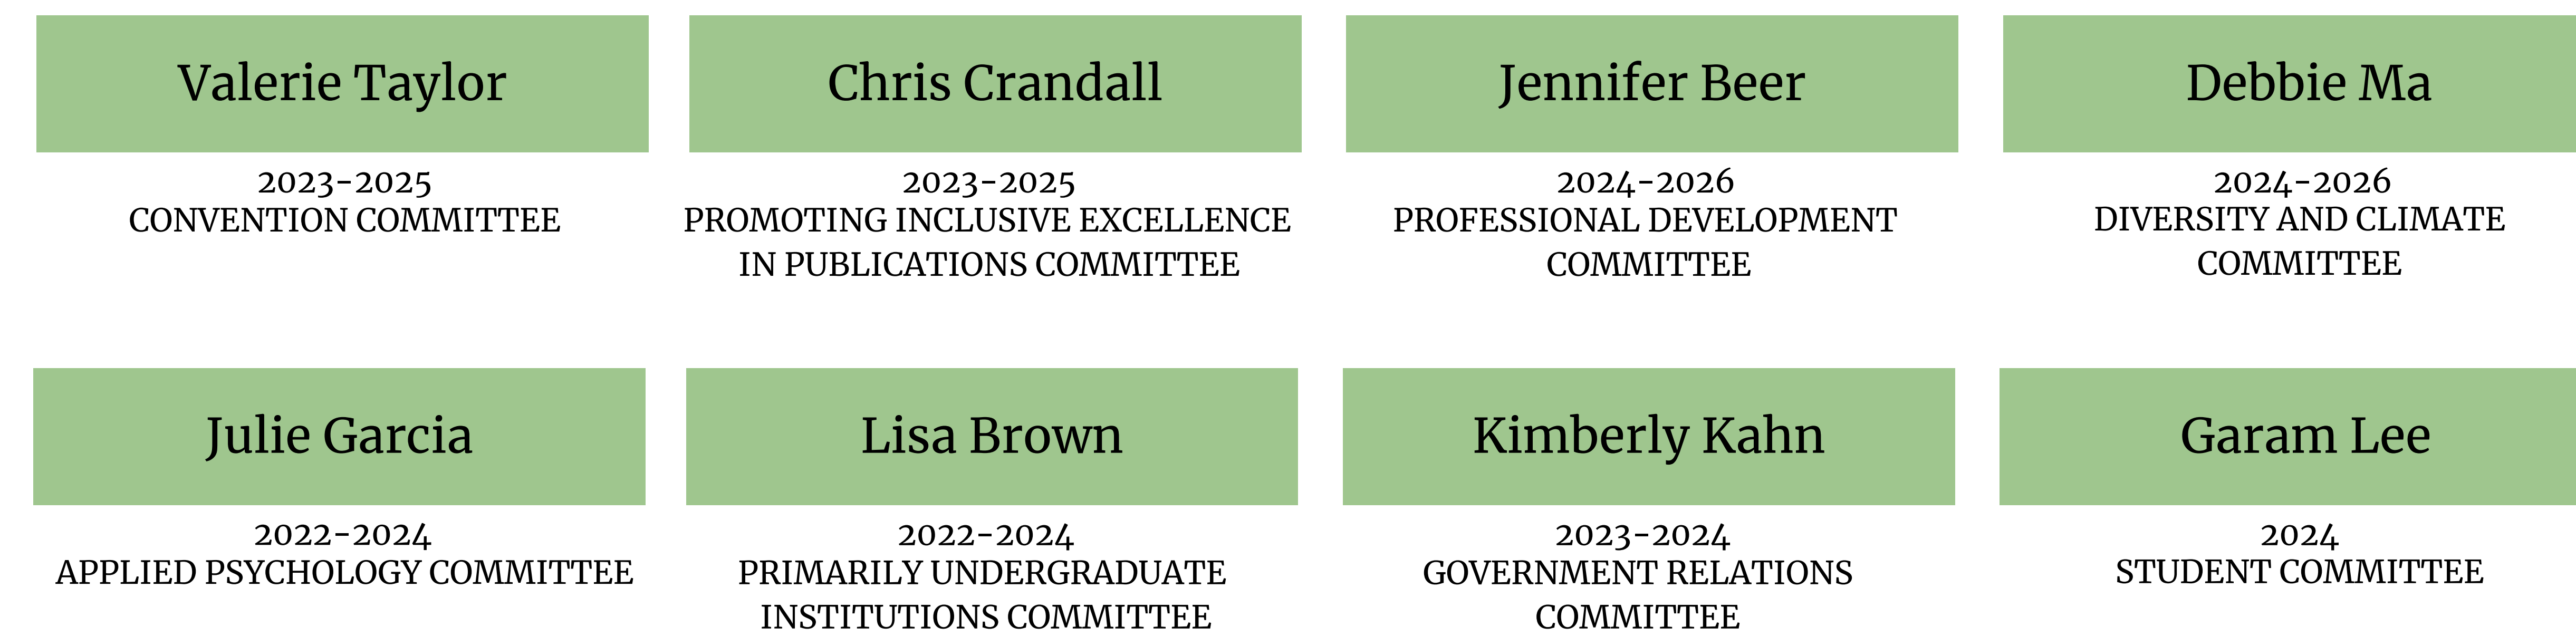 Valerie Taylor
2023-2025
CONVENTION COMMITTEE
Chris Crandall
2023-2025
PROMOTING INCLUSIVE EXCELLENCE
IN PUBLICATIONS COMMITTEE
Jennifer Beer
2024-2026
PROFESSIONAL DEVELOPMENT
COMMITTEE
Debbie Ma
2024-2026
DIVERSITY AND CLIMATE
COMMITTEE
Julie Garcia
2022-2024
APPLIED PSYCHOLOGY COMMITTEE
Lisa Brown
2022-2024
PRIMARILY UNDERGRADUATE
INSTITUTIONS COMMITTEE
Kimberly Kahn
2023-2024
GOVERNMENT RELATIONS
COMMITTEE
Garam Lee
2024
STUDENT COMMITTEE